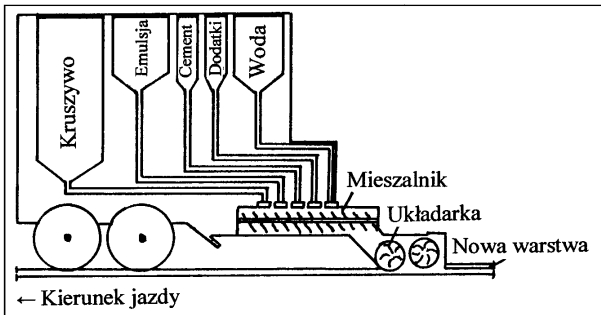 Kruszywo
Emulsja
Cement
Dodatki
Woda
Mieszalnik
Układarka
Nowa warstwa
← Kierunek jazdy